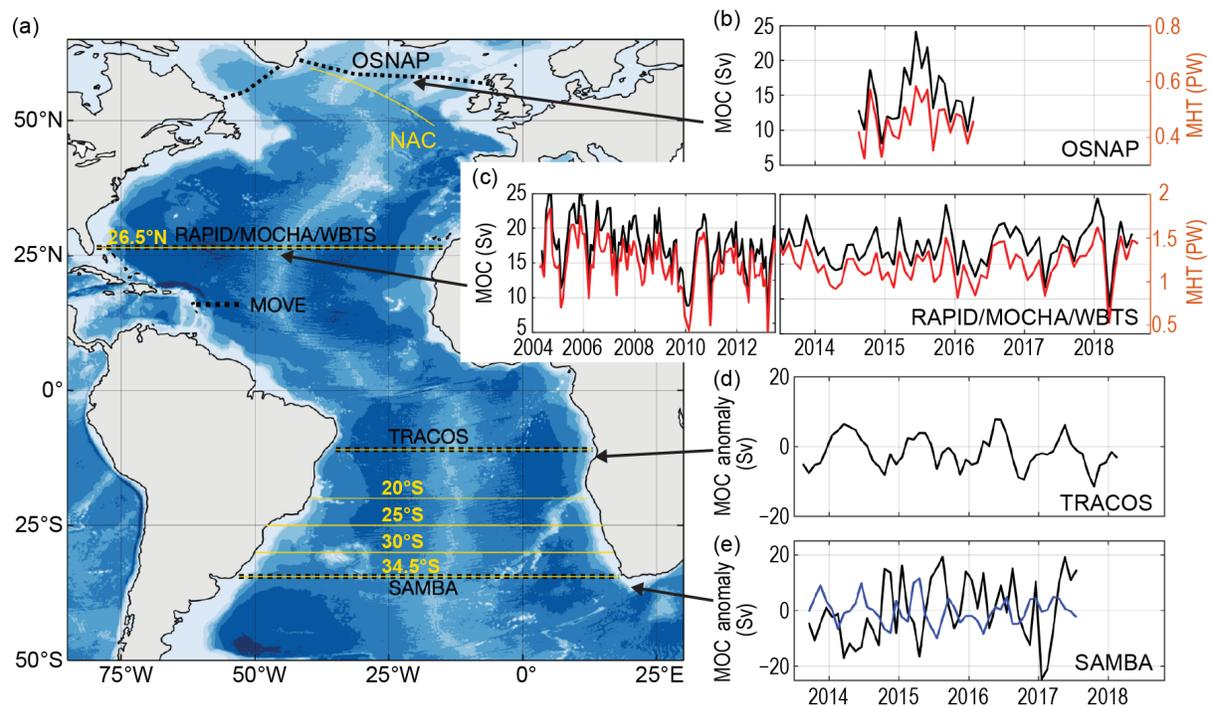 (a)
OSNAP
50°N
NAC
26.5°N RAPID/MOCHA/WBTS
25°N
MOVE
0°
TRACOS
20°S
25°S
25°S
30°S
34.5°S
SAMBA
50°S
75°W 50°W 25°W 0° 25°E
(b)
MOC (Sv)
25
20
15
10
5
0.8
0.6
0.4
MHT (PW)
OSNAP
(c)
MOC (Sv)
25
20
15
10
5
2004 2006 2008 2010 2012
2
1.5
1
0.5
MHT (PW)
RAPID/MOCHA/WBTS
2014 2015 2016 2017 2018
(d)
MOC anomaly
(Sv)
20
0
−20
TRACOS
(e)
MOC anomaly
(Sv)
20
0
−20
SAMBA
2014 2015 2016 2017 2018